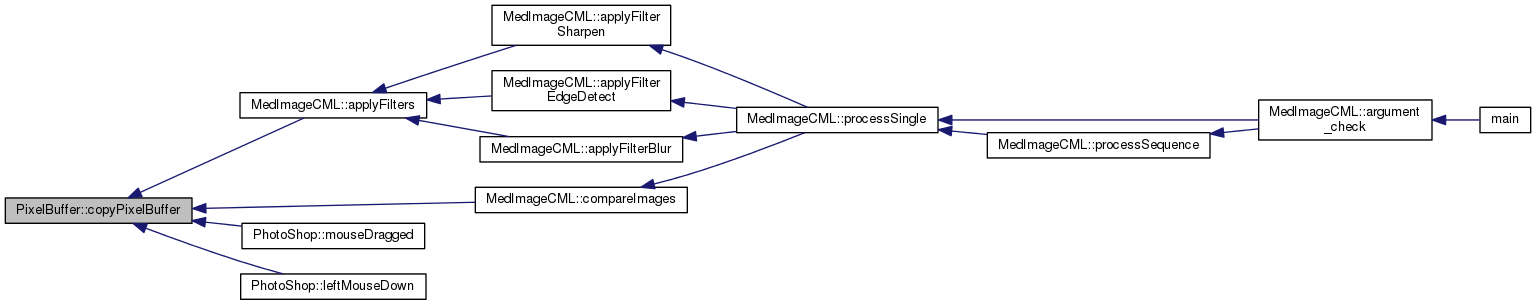 MedImageCML::applyFilter
Sharpen
MedImageCML::applyFilter
EdgeDetect
MedImageCML::applyFilters
MedImageCML::argument
_check
MedImageCML::processSingle
main
MedImageCML::applyFilterBlur
MedImageCML::processSequence
MedImageCML::compareImages
PixelBuffer::copyPixelBuffer
PhotoShop::mouseDragged
PhotoShop::leftMouseDown